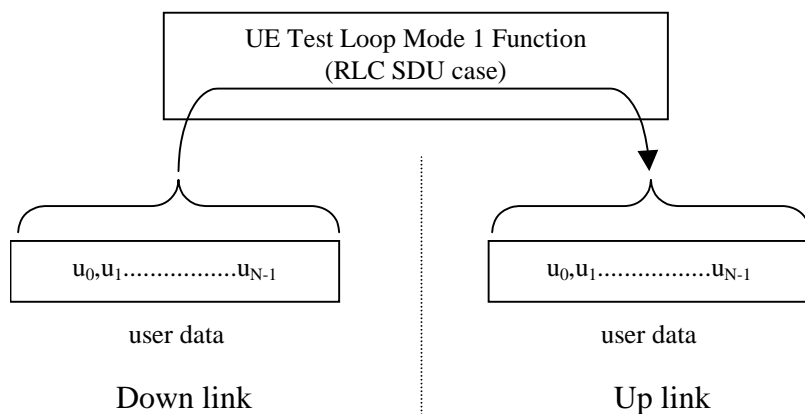 UE Test Loop Mode 1 Function
(RLC SDU case)
u0,u1.................uN-1
u0,u1.................uN-1
user data
user data
Down link
Up link